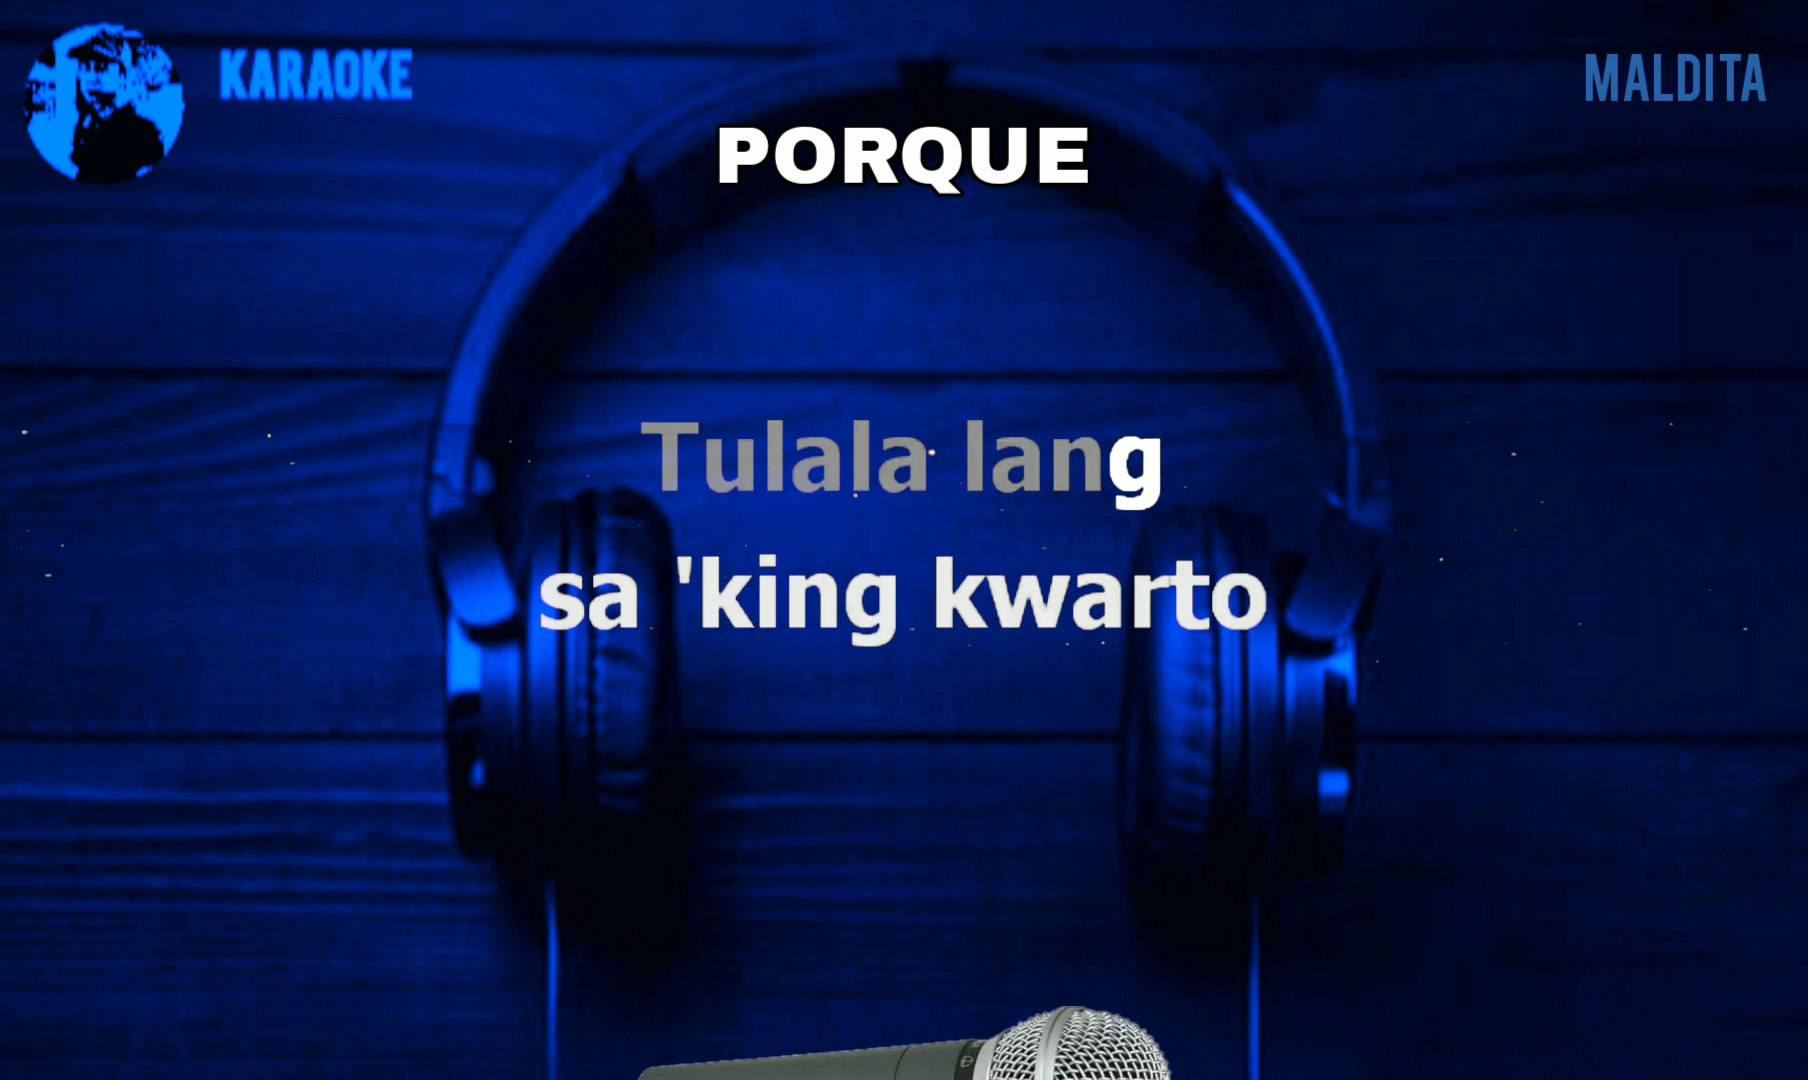 KARAOKE
MALDITA
PORQUE
Tulala lang
sa 'king kwarto